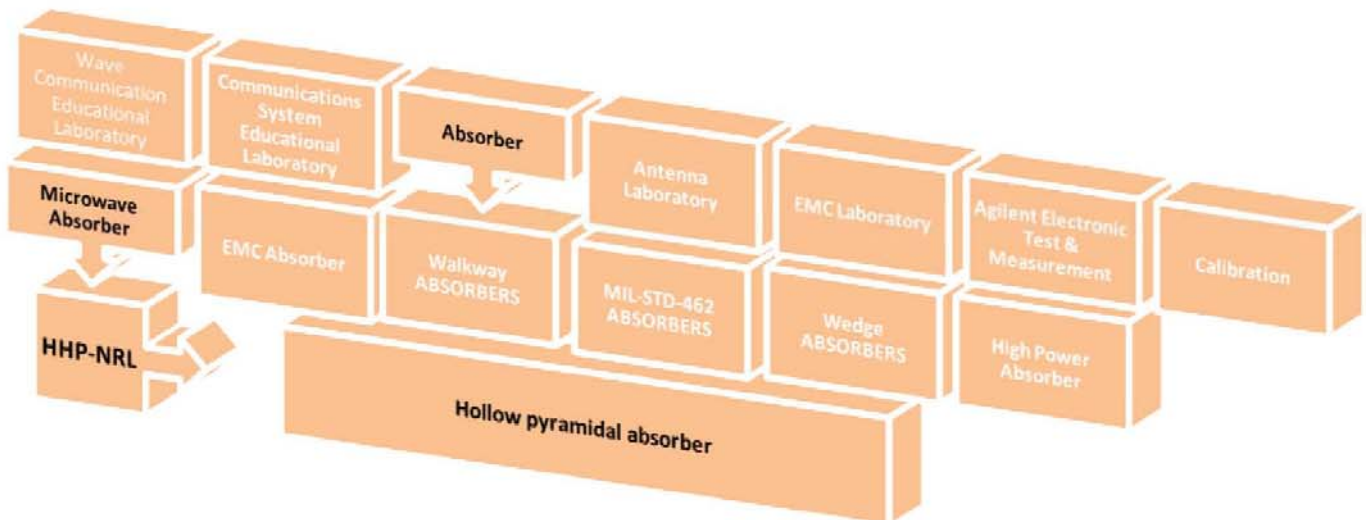 Wave
Communication
Educational
Laboratory
Communications
System
Educational
Laboratory
Absorber
Antenna
Laboratory
EMC Laboratory
Agilent Electronic
Test &
Measurement
Calibration
Microwave
Absorber
EMC Absorber
Walkway
ABSORBERS
MIL-STD-462
ABSORBERS
Wedge
ABSORBERS
High Power
Absorber
HHP-NRL
Hollow pyramidal absorber